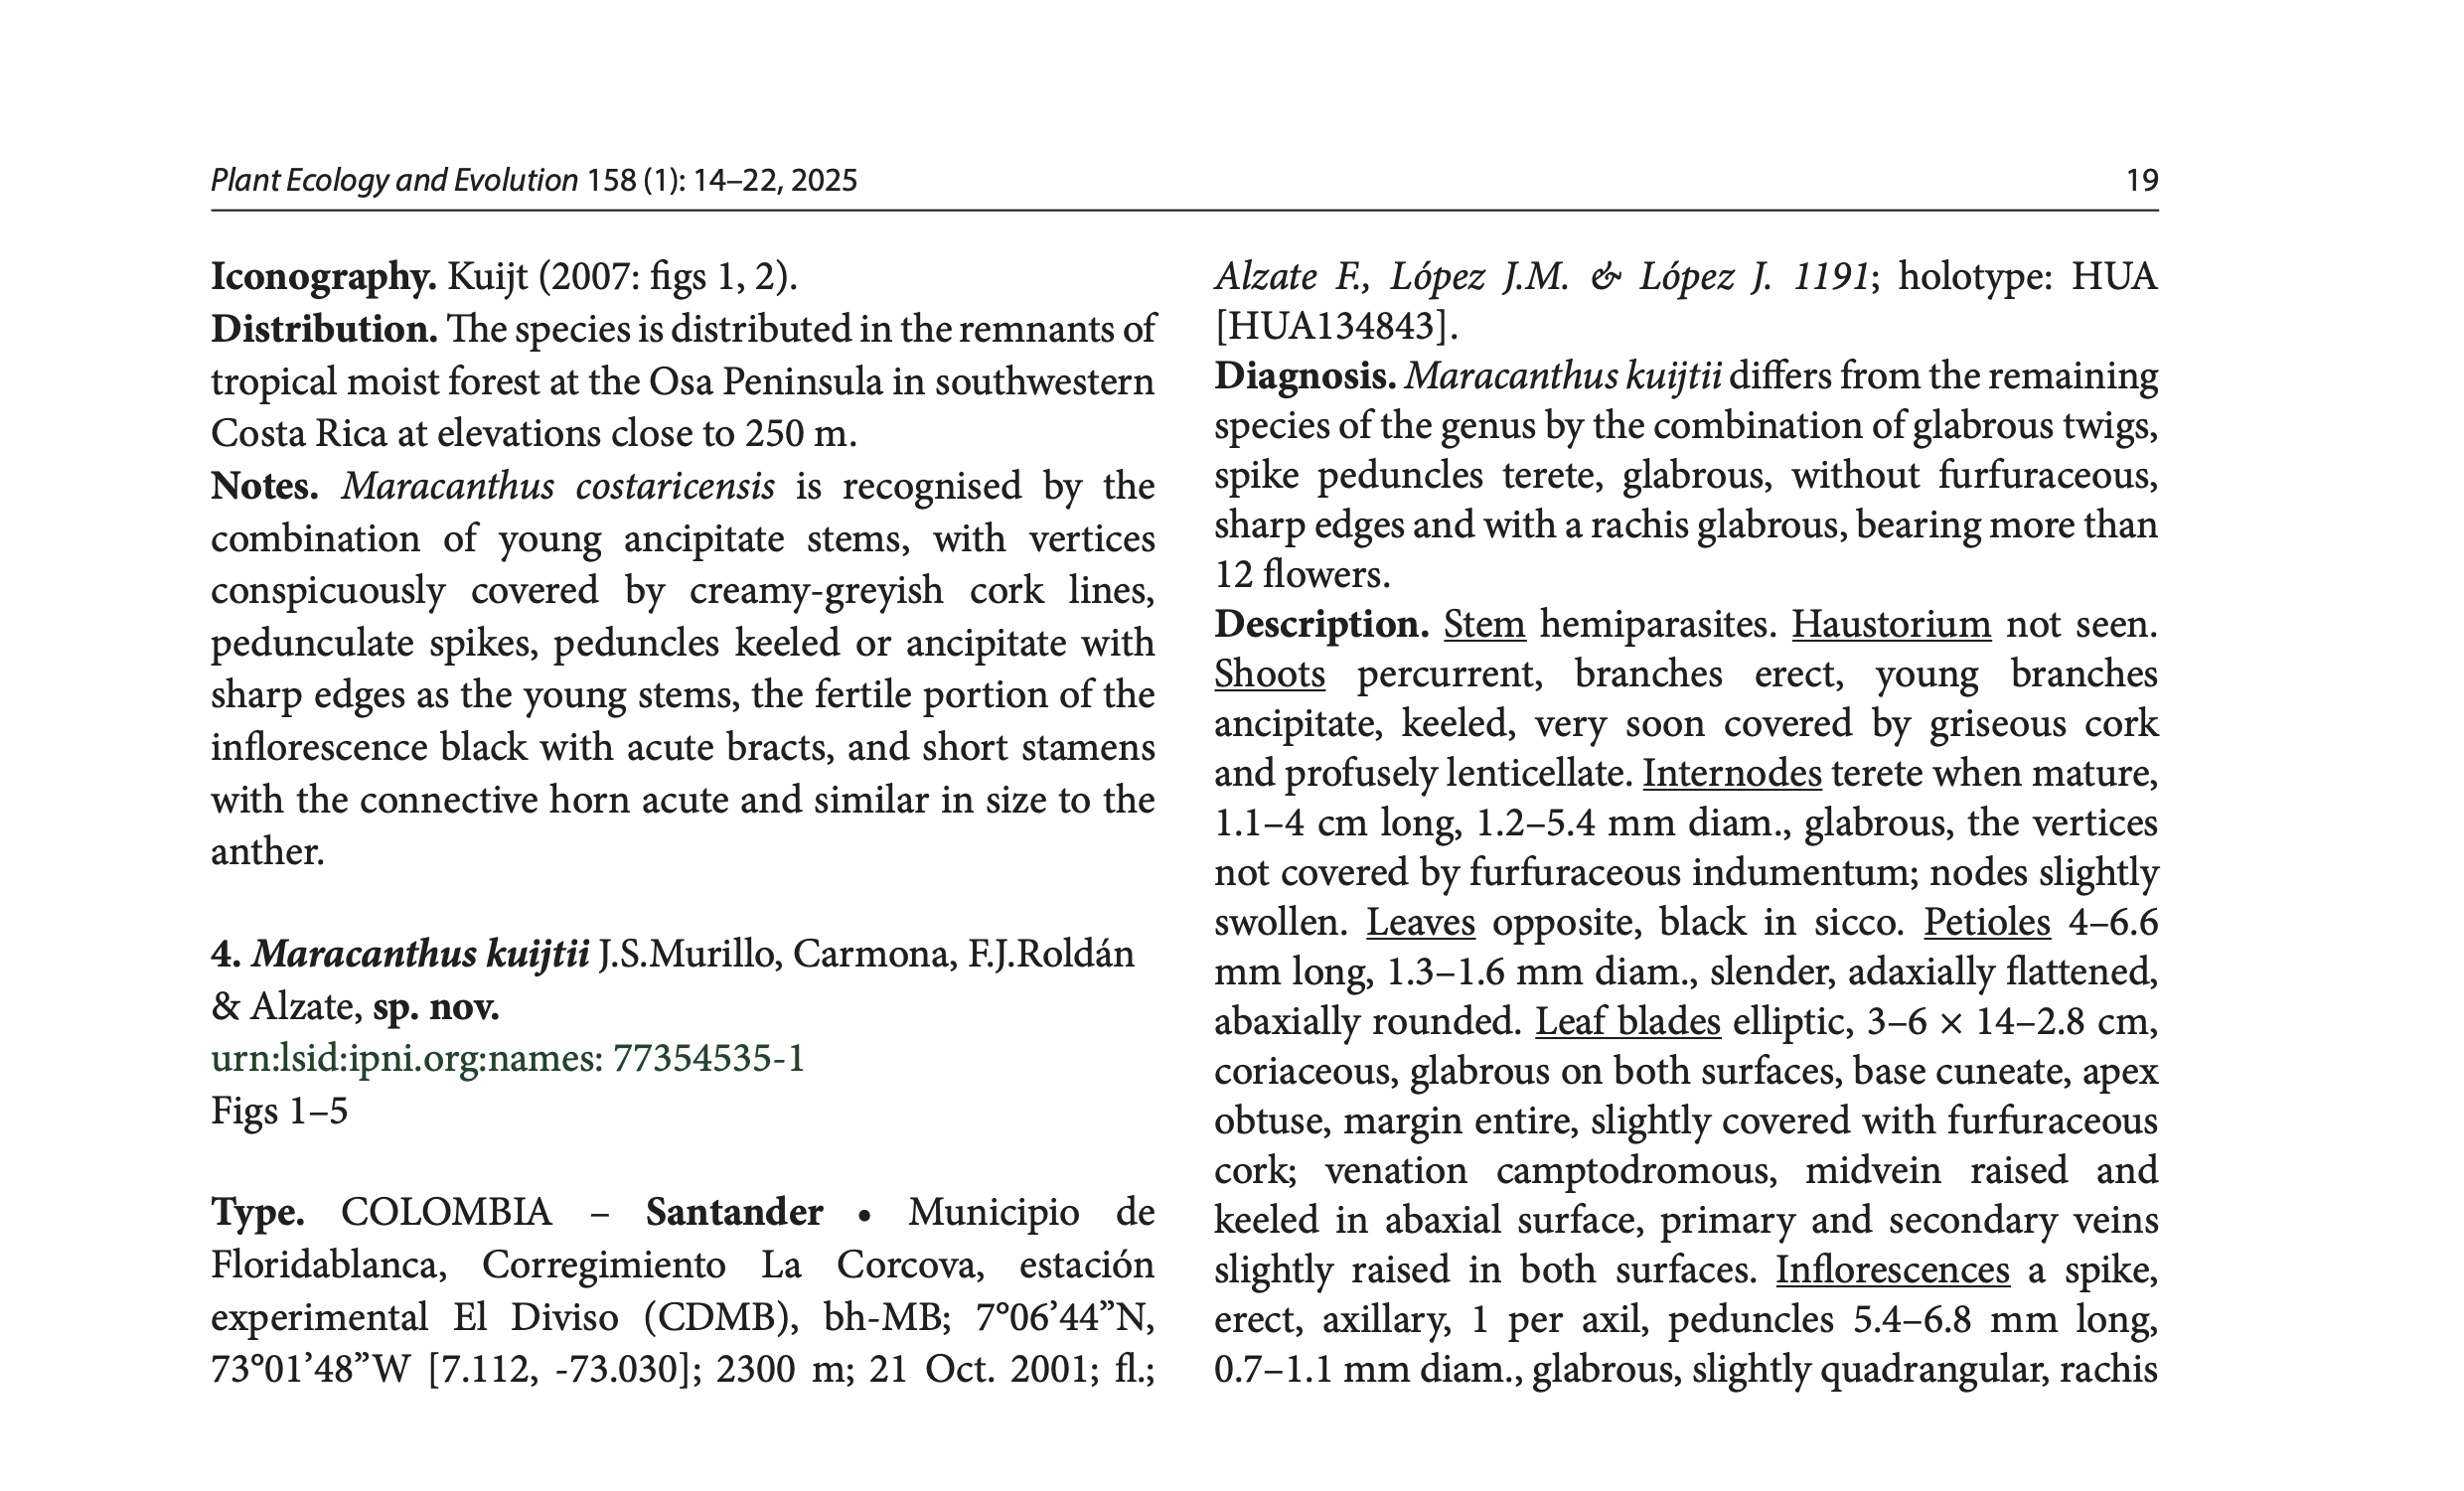 Plant Ecology and Evolution 158 (1): 14–22, 2025
19
Iconography. Kuijt (2007: figs 1, 2).
Distribution. The species is distributed in the remnants of
tropical moist forest at the Osa Peninsula in southwestern
Costa Rica at elevations close to 250 m.
Notes. Maracanthus costaricensis is recognised by the
combination of young ancipitate stems, with vertices
conspicuously covered by creamy-greyish cork lines,
pedunculate spikes, peduncles keeled or ancipitate with
sharp edges as the young stems, the fertile portion of the
inflorescence black with acute bracts, and short stamens
with the connective horn acute and similar in size to the
anther.
4. Maracanthus kuijtii J.S.Murillo, Carmona, F.J.Roldán
& Alzate, sp. nov.
urn:lsid:ipni.org:names: 77354535-1
Figs 1–5
Type. COLOMBIA – Santander • Municipio de
Floridablanca, Corregimiento La Corcova, estación
experimental El Diviso (CDMB), bh-MB; 7°06’44”N,
73°01’48”W [7.112, -73.030]; 2300 m; 21 Oct. 2001; fl.;
Alzate F., López J.M. & López J. 1191; holotype: HUA
[HUA134843].
Diagnosis. Maracanthus kuijtii differs from the remaining
species of the genus by the combination of glabrous twigs,
spike peduncles terete, glabrous, without furfuraceous,
sharp edges and with a rachis glabrous, bearing more than
12 flowers.
Description. Stem hemiparasites. Haustorium not seen.
Shoots percurrent, branches erect, young branches
ancipitate, keeled, very soon covered by griseous cork
and profusely lenticellate. Internodes terete when mature,
1.1–4 cm long, 1.2–5.4 mm diam., glabrous, the vertices
not covered by furfuraceous indumentum; nodes slightly
swollen. Leaves opposite, black in sicco. Petioles 4–6.6
mm long, 1.3–1.6 mm diam., slender, adaxially flattened,
abaxially rounded. Leaf blades elliptic, 3–6 × 14–2.8 cm,
coriaceous, glabrous on both surfaces, base cuneate, apex
obtuse, margin entire, slightly covered with furfuraceous
cork; venation camptodromous, midvein raised and
keeled in abaxial surface, primary and secondary veins
slightly raised in both surfaces. Inflorescences a spike,
erect, axillary, 1 per axil, peduncles 5.4–6.8 mm long,
0.7–1.1 mm diam., glabrous, slightly quadrangular, rachis